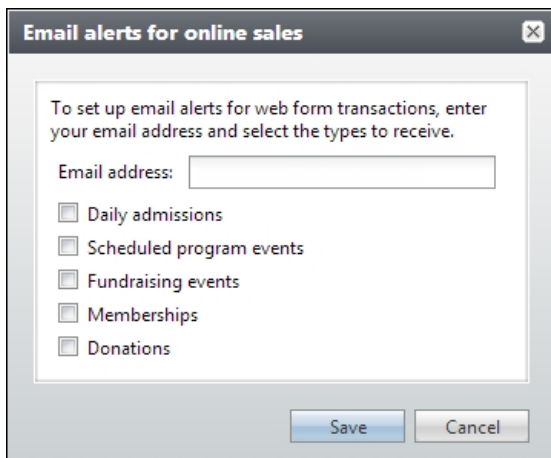 Email alerts for online sales
To set up email alerts for web form transactions, enter
your email address and select the types to receive.
Email address:
Daily admissions
Scheduled program events
Fundraising events
Memberships
Donations
Save Cancel